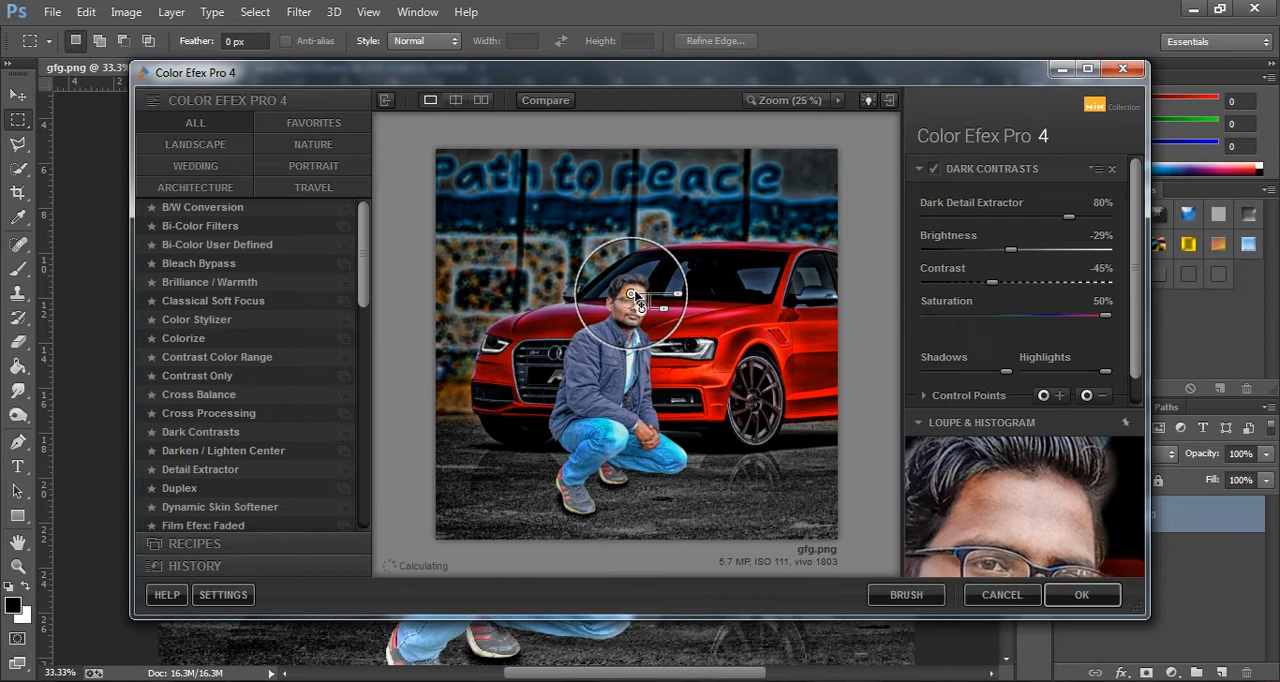 Ps File Edit Image Layer Type Select Filter 3D View Window Help
Feather: 0 px Anti-alias Style: Normal Width: Height: Refine Edge... Essentials
gfg.png @ 33.3%
Color Efex Pro 4
COLOR EFEX PRO 4
ALL FAVORITES
LANDSCAPE NATURE
WEDDING PORTRAIT
ARCHITECTURE TRAVEL
B/W Conversion
Bi-Color Filters
Bi-Color User Defined
Bleach Bypass
Brilliance / Warmth
Classical Soft Focus
Color Stylizer
Colorize
Contrast Color Range
Contrast Only
Cross Balance
Cross Processing
Dark Contrasts
Darken / Lighten Center
Detail Extractor
Duplex
Dynamic Skin Softener
Film Efex: Faded
RECIPES
HISTORY
HELP SETTINGS
Compare Zoom (25 %)
Path to peace
gfg.png
5.7 MP, ISO 111, vivo 1803
Calculating
BRUSH CANCEL OK
Nik Collection
Color Efex Pro 4
DARK CONTRASTS
Dark Detail Extractor 80%
Brightness -29%
Contrast -45%
Saturation 50%
Shadows Highlights
Control Points
LOUPE & HISTOGRAM
0
0
0
Paths
Opacity: 100%
Fill: 100%
33.33% Doc: 16.3M/16.3M